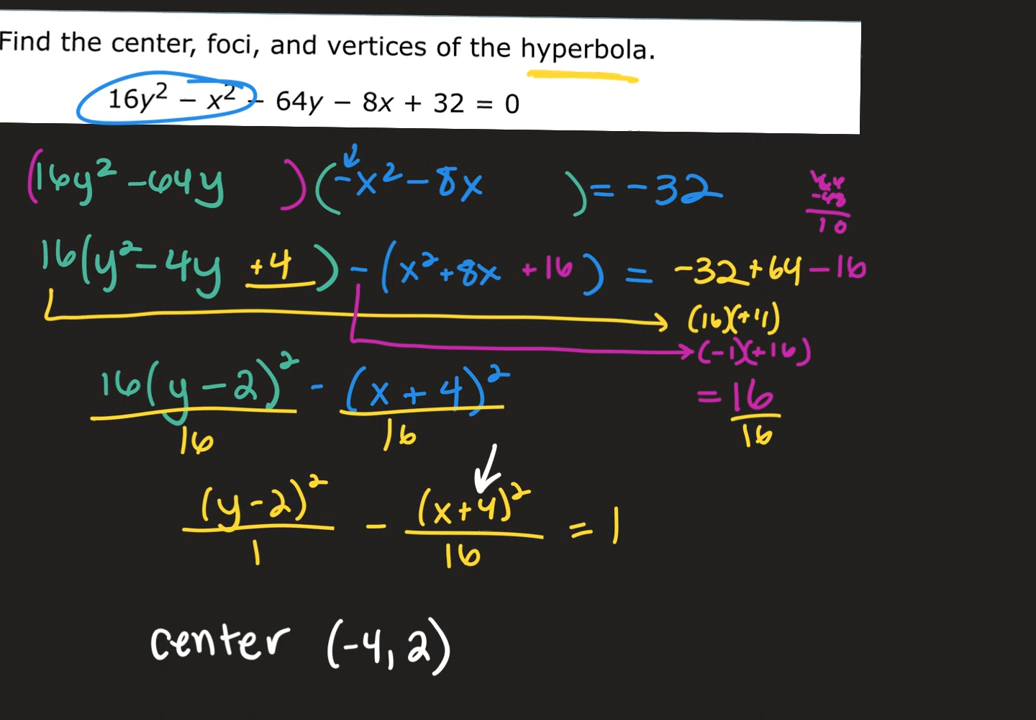 Find the center, foci, and vertices of the hyperbola.
16y² − x² − 64y − 8x + 32 = 0
(16y² − 64y )(−x² − 8x ) = −32
10
16(y² − 4y +4 ) − (x² + 8x + 16 ) = −32 + 64 − 16
(16)(+4)
(−1)(+16)
16(y − 2)² − (x + 4)² = 16
16 16 16
(y − 2)² − (x + 4)² = 1
1 16
center (−4, 2)